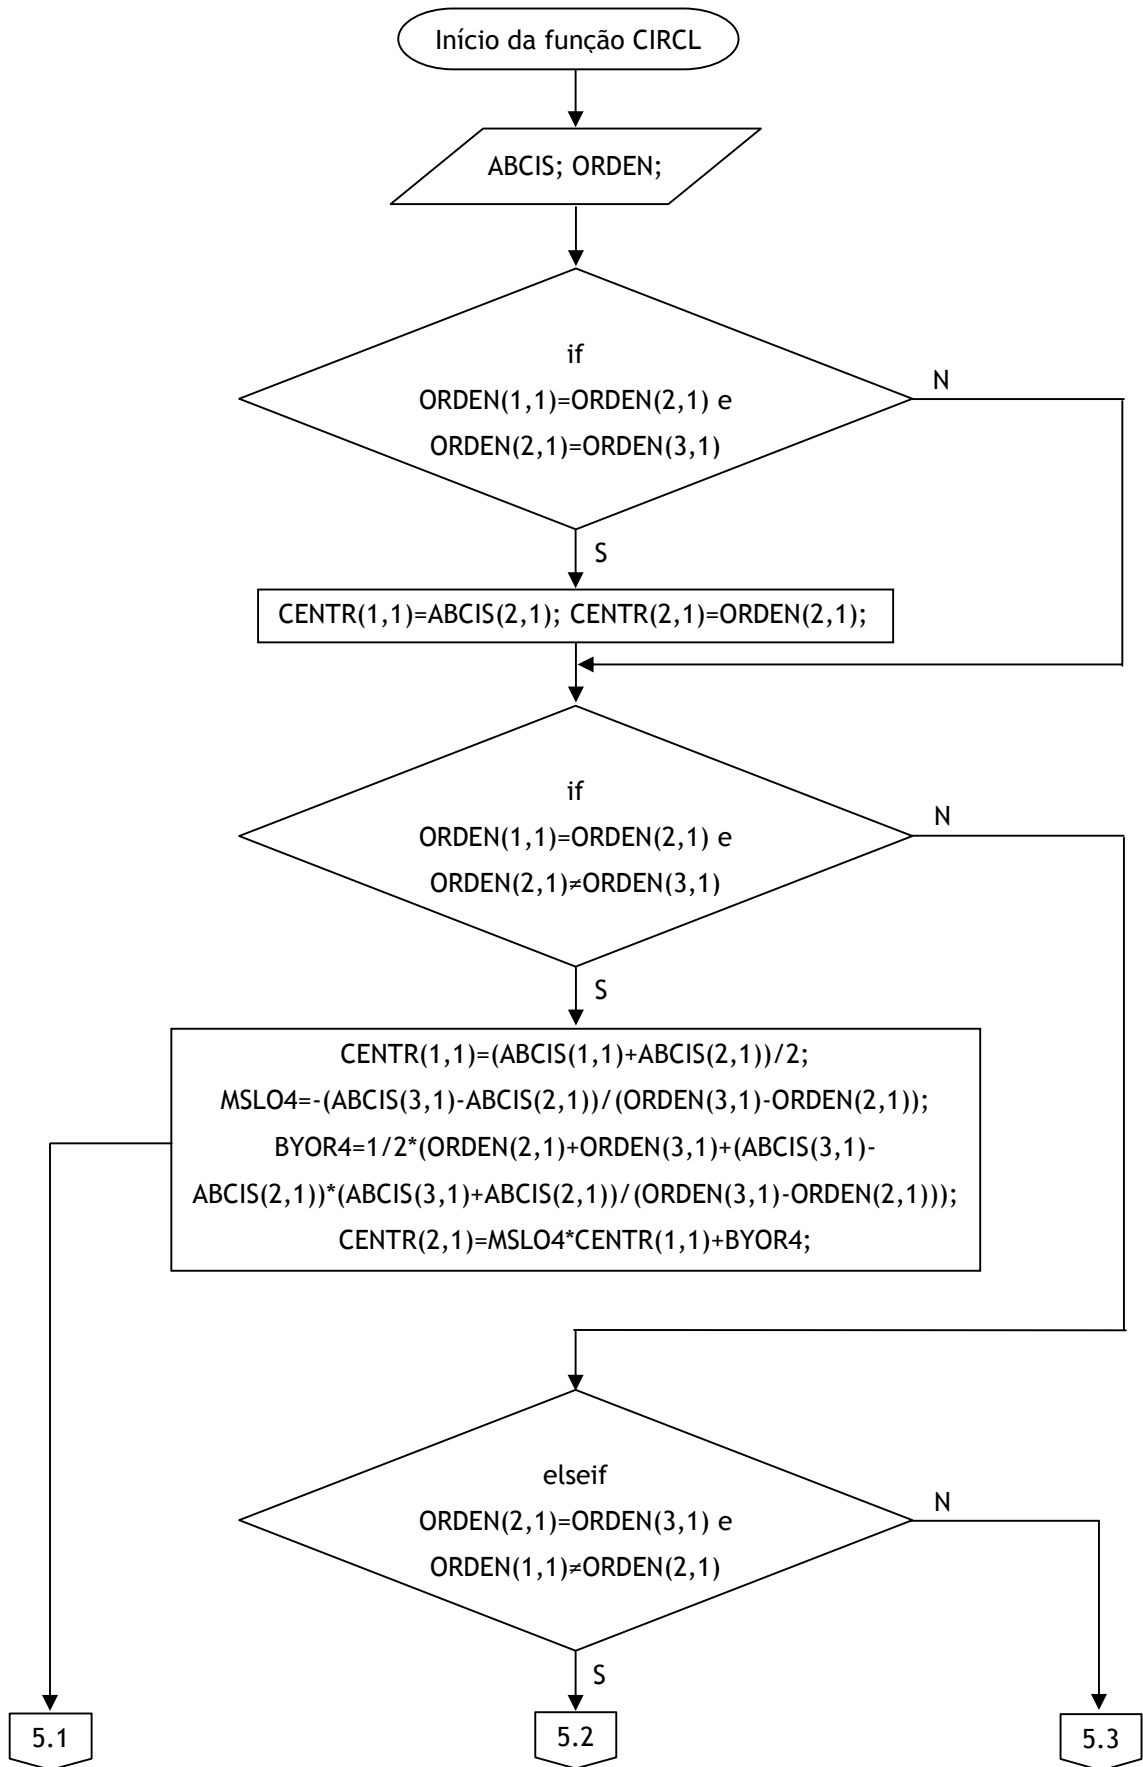 Início da função CIRCL
ABCIS; ORDEN;
if
ORDEN(1,1)=ORDEN(2,1) e
ORDEN(2,1)=ORDEN(3,1)
N
S
CENTR(1,1)=ABCIS(2,1); CENTR(2,1)=ORDEN(2,1);
if
ORDEN(1,1)=ORDEN(2,1) e
ORDEN(2,1)≠ORDEN(3,1)
N
S
CENTR(1,1)=(ABCIS(1,1)+ABCIS(2,1))/2;
MSLO4=-(ABCIS(3,1)-ABCIS(2,1))/(ORDEN(3,1)-ORDEN(2,1));
BYOR4=1/2*(ORDEN(2,1)+ORDEN(3,1)+(ABCIS(3,1)-
ABCIS(2,1))*(ABCIS(3,1)+ABCIS(2,1))/(ORDEN(3,1)-ORDEN(2,1)));
CENTR(2,1)=MSLO4*CENTR(1,1)+BYOR4;
elseif
ORDEN(2,1)=ORDEN(3,1) e
ORDEN(1,1)≠ORDEN(2,1)
N
S
5.1
5.2
5.3